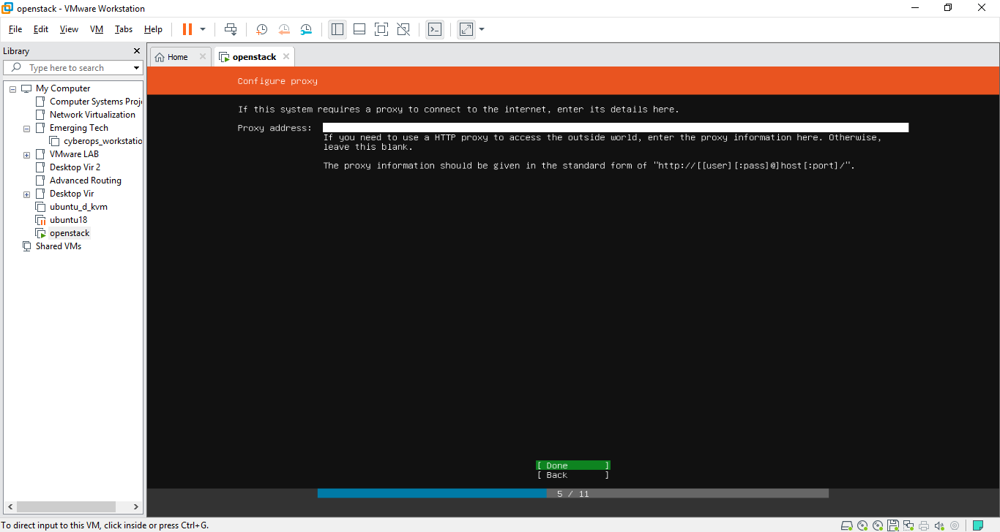 openstack - VMware Workstation
File Edit View VM Tabs Help
Library
Type here to search
Home
openstack
My Computer
Computer Systems Proj
Network Virtualization
Emerging Tech
cyberops_workstatio
VMware LAB
Desktop Vir 2
Advanced Routing
Desktop Vir
ubuntu_d_kvm
ubuntu18
openstack
Shared VMs
Configure proxy
If this system requires a proxy to connect to the internet, enter its details here.
Proxy address:
If you need to use a HTTP proxy to access the outside world, enter the proxy information here. Otherwise,
leave this blank.
The proxy information should be given in the standard form of "http://[[user][:pass]@]host[:port]/".
[ Done ]
[ Back ]
5 / 11
To direct input to this VM, click inside or press Ctrl+G.